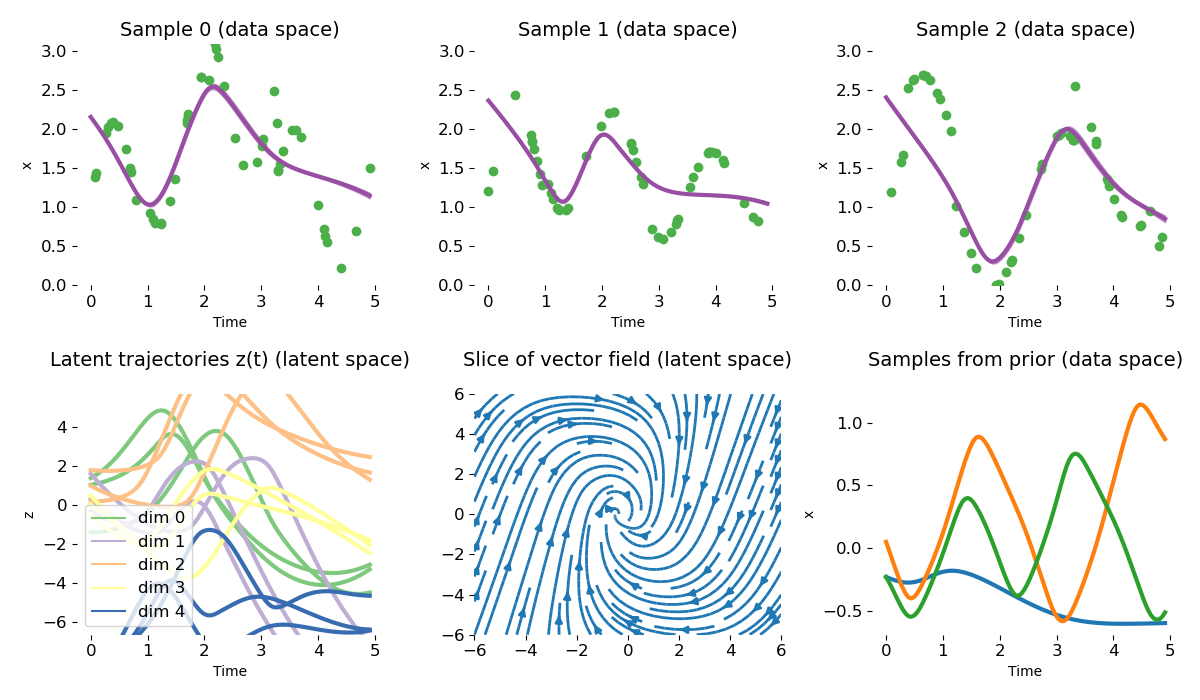 Sample 0 (data space)
3.0
2.5
2.0
1.5
1.0
0.5
0.0
x
0 1 2 3 4 5
Time
Sample 1 (data space)
3.0
2.5
2.0
1.5
1.0
0.5
0.0
x
0 1 2 3 4 5
Time
Sample 2 (data space)
3.0
2.5
2.0
1.5
1.0
0.5
0.0
x
0 1 2 3 4 5
Time
Latent trajectories z(t) (latent space)
4
2
0
−2
−4
−6
z
dim 0
dim 1
dim 2
dim 3
dim 4
0 1 2 3 4 5
Time
Slice of vector field (latent space)
6
4
2
0
−2
−4
−6
−6 −4 −2 0 2 4 6
Samples from prior (data space)
1.0
0.5
0.0
−0.5
x
0 1 2 3 4 5
Time